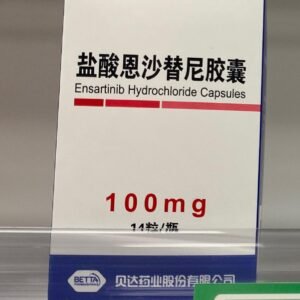 盐酸恩沙替尼胶囊
Ensartinib Hydrochloride Capsules
100mg
14粒/瓶
BETTA 贝达药业股份有限公司